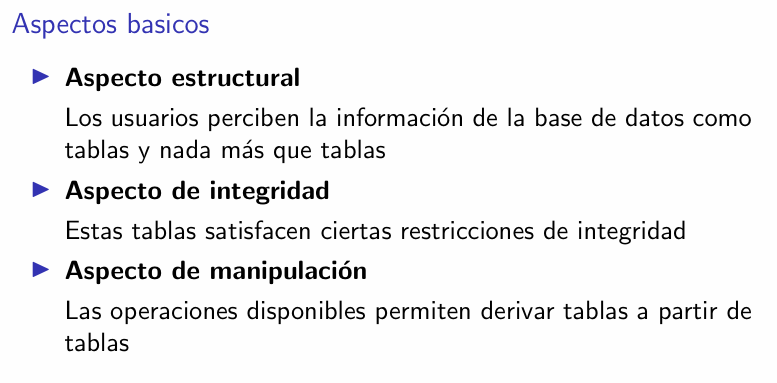 Aspectos basicos
Aspecto estructural
Los usuarios perciben la información de la base de datos como
tablas y nada más que tablas
Aspecto de integridad
Estas tablas satisfacen ciertas restricciones de integridad
Aspecto de manipulación
Las operaciones disponibles permiten derivar tablas a partir de
tablas